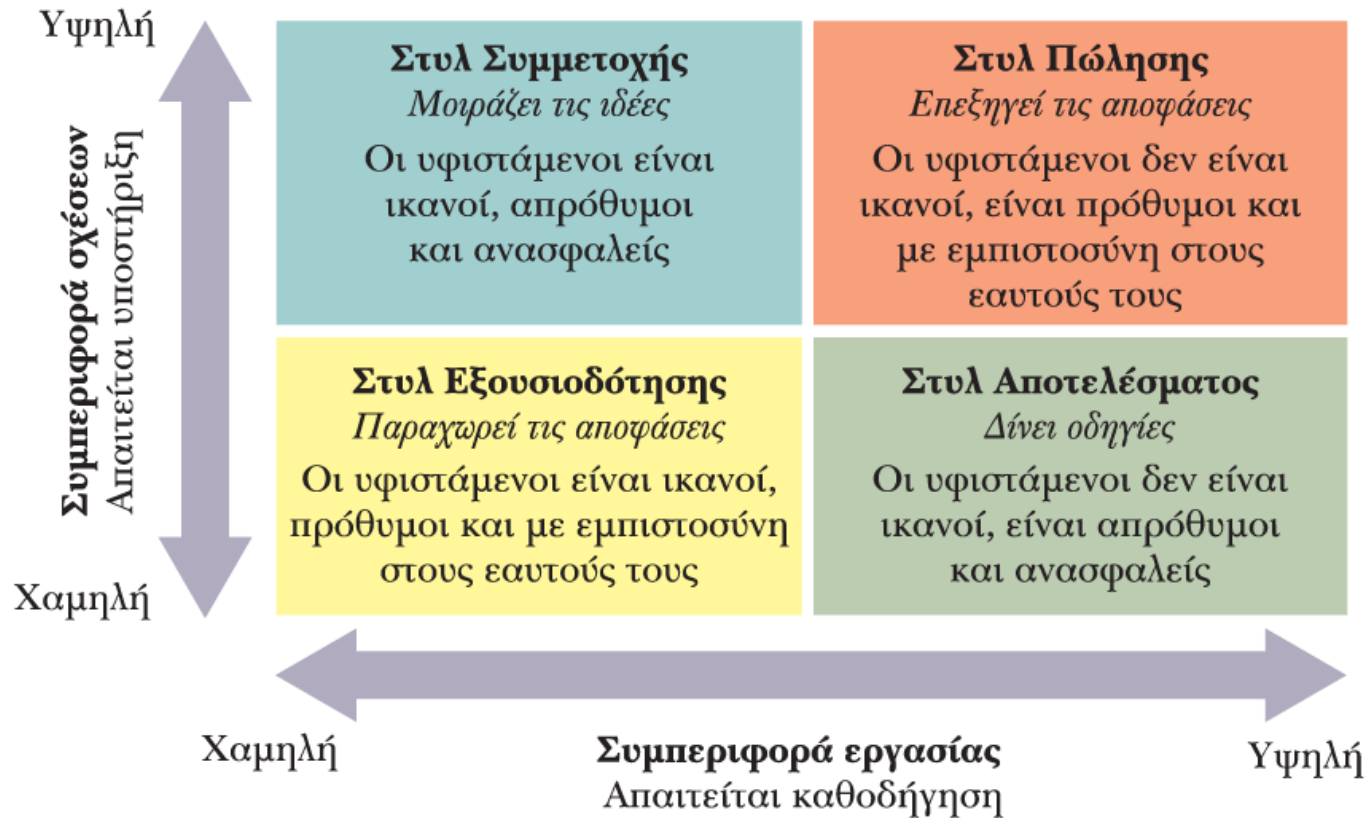 Υψηλή
Συμπεριφορά σχέσεων
Απαιτείται υποστήριξη
Χαμηλή
Στυλ Συμμετοχής
Μοιράζει τις ιδέες
Οι υφιστάμενοι είναι
ικανοί, απρόθυμοι
και ανασφαλείς
Στυλ Πώλησης
Επεξηγεί τις αποφάσεις
Οι υφιστάμενοι δεν είναι
ικανοί, είναι πρόθυμοι και
με εμπιστοσύνη στους
εαυτούς τους
Στυλ Εξουσιοδότησης
Παραχωρεί τις αποφάσεις
Οι υφιστάμενοι είναι ικανοί,
πρόθυμοι και με εμπιστοσύνη
στους εαυτούς τους
Στυλ Αποτελέσματος
Δίνει οδηγίες
Οι υφιστάμενοι δεν είναι
ικανοί, είναι απρόθυμοι
και ανασφαλείς
Χαμηλή
Συμπεριφορά εργασίας
Απαιτείται καθοδήγηση
Υψηλή